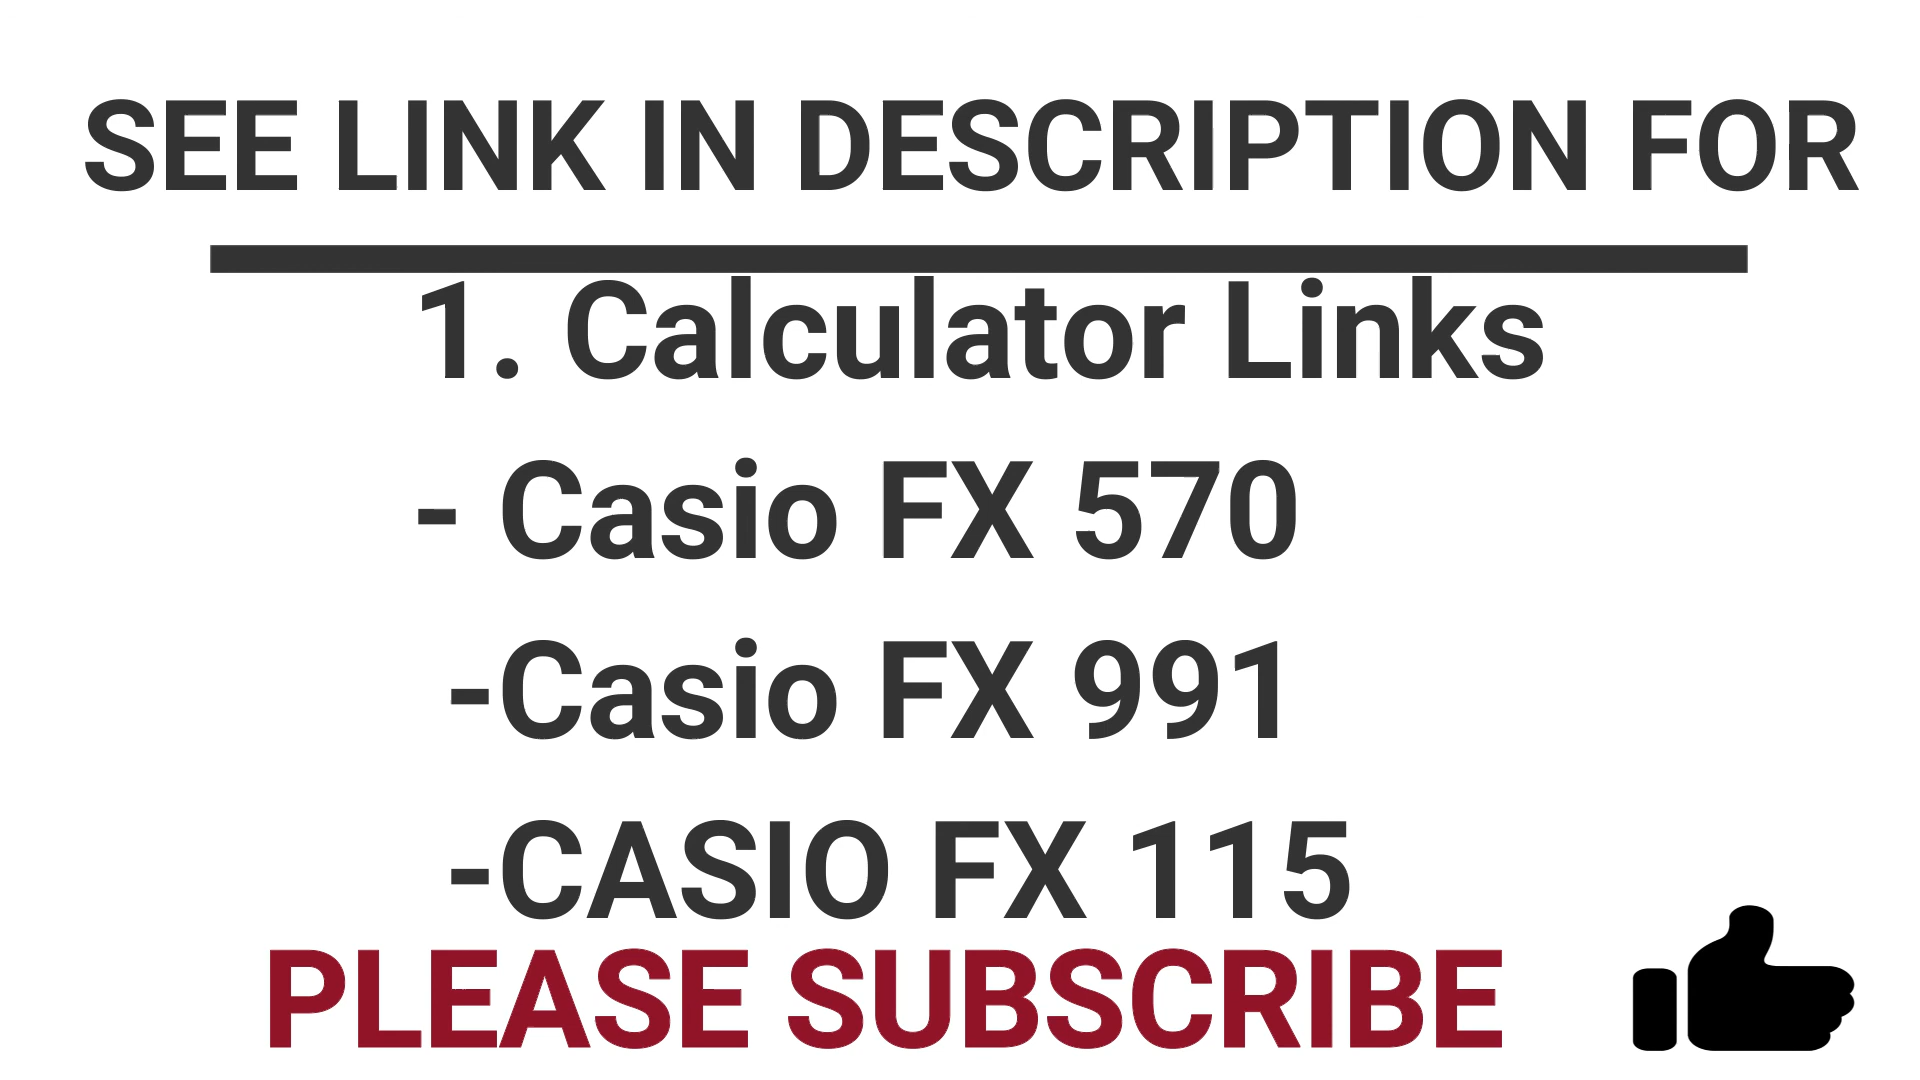 SEE LINK IN DESCRIPTION FOR
1. Calculator Links
- Casio FX 570
-Casio FX 991
-CASIO FX 115
PLEASE SUBSCRIBE